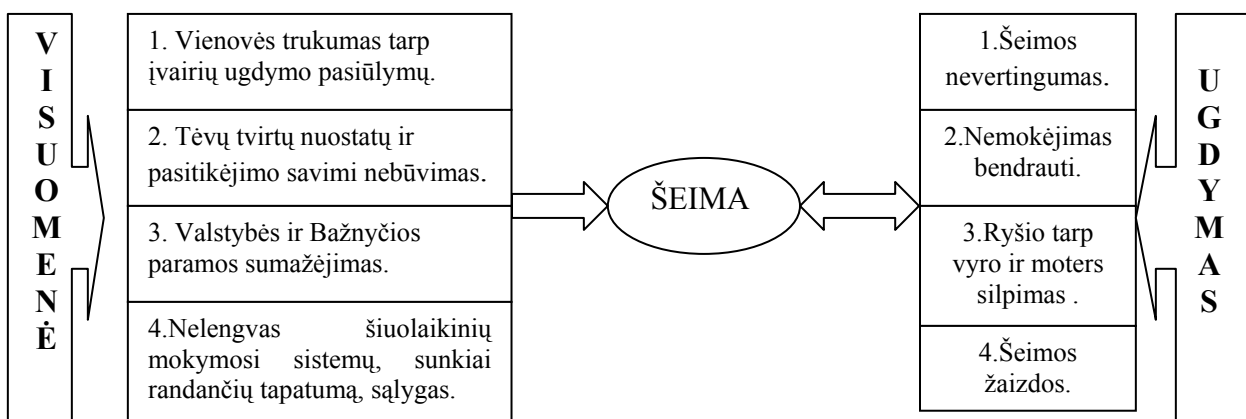 VISUOMENĖ
1. Vienovės trukumas tarp
įvairių ugdymo pasiūlymų.
2. Tėvų tvirtų nuostatų ir
pasitikėjimo savimi nebūvimas.
3. Valstybės ir Bažnyčios
paramos sumažėjimas.
4.Nelengvas šiuolaikinių
mokymosi sistemų, sunkiai
randančių tapatumą, sąlygas.
ŠEIMA
1.Šeimos
nevertingumas.
2.Nemokėjimas
bendrauti.
3.Ryšio tarp
vyro ir moters
silpimas .
4.Šeimos
žaizdos.
UGDYMAS